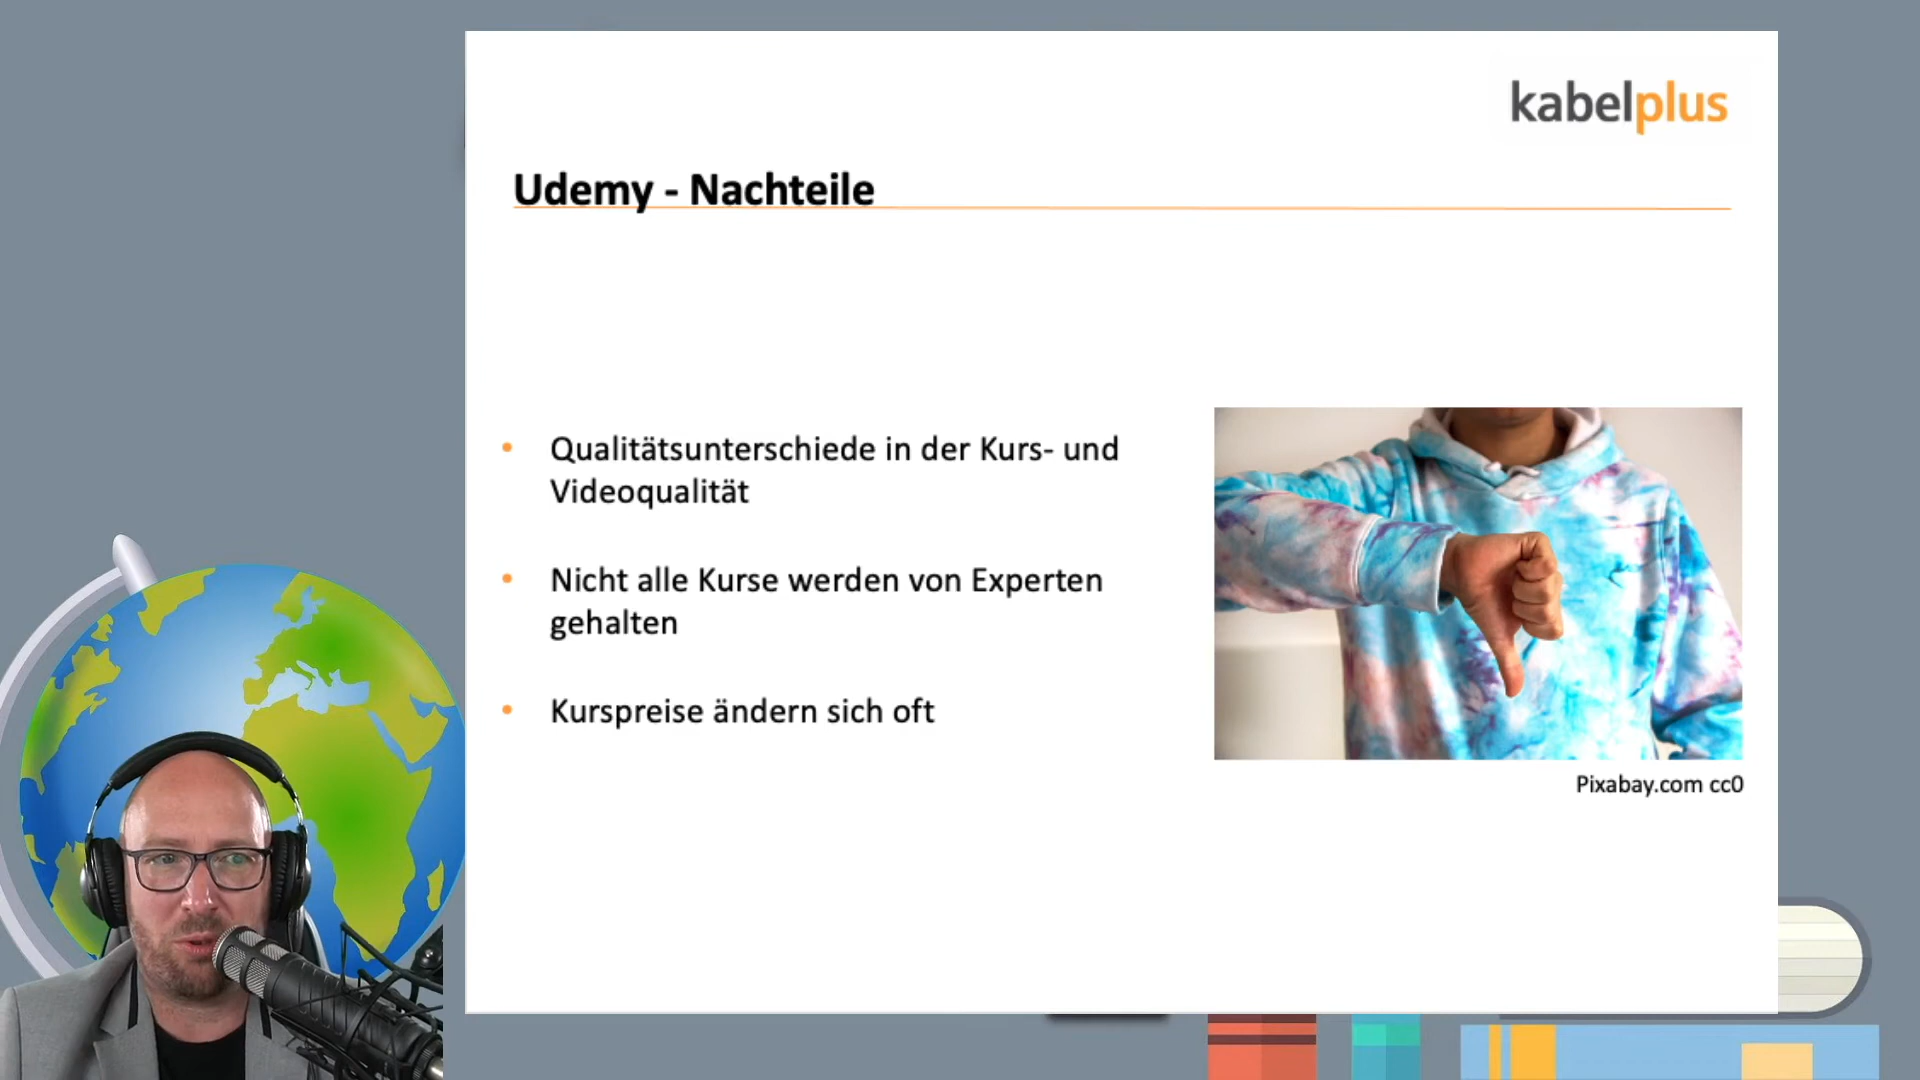 kabelplus
Udemy - Nachteile
Qualitätsunterschiede in der Kurs- und
Videoqualität
Nicht alle Kurse werden von Experten
gehalten
Kurspreise ändern sich oft
Pixabay.com cc0